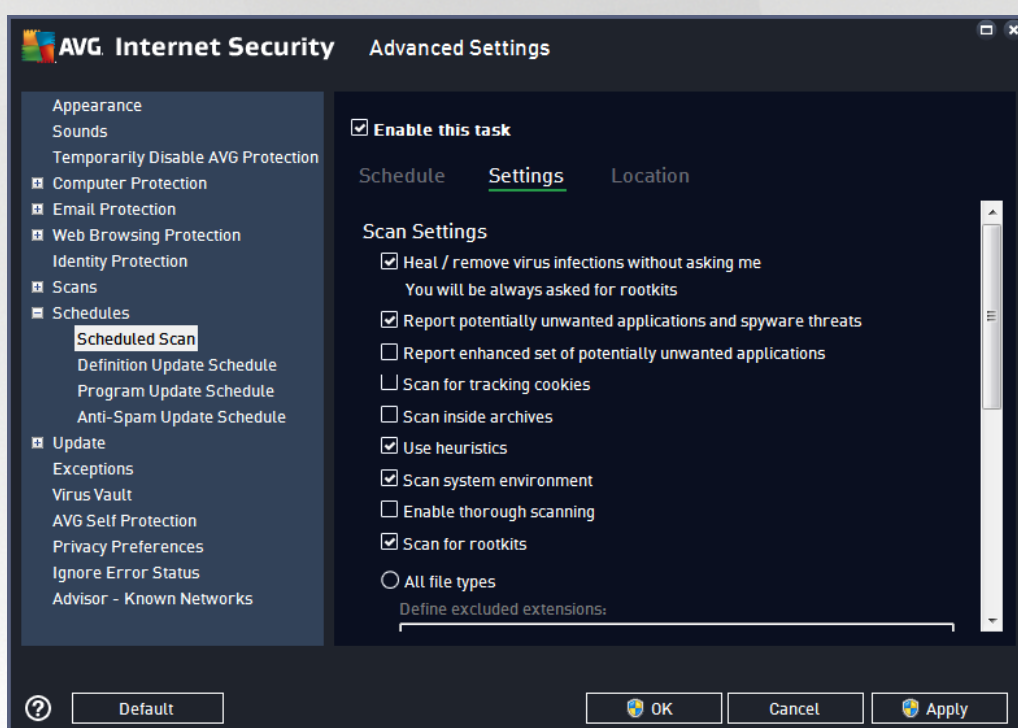 AVG Internet Security Advanced Settings
Appearance
Sounds
Temporarily Disable AVG Protection
Computer Protection
Email Protection
Web Browsing Protection
Identity Protection
Scans
Schedules
Scheduled Scan
Definition Update Schedule
Program Update Schedule
Anti-Spam Update Schedule
Update
Exceptions
Virus Vault
AVG Self Protection
Privacy Preferences
Ignore Error Status
Advisor - Known Networks
Enable this task
Schedule Settings Location
Scan Settings
Heal / remove virus infections without asking me
You will be always asked for rootkits
Report potentially unwanted applications and spyware threats
Report enhanced set of potentially unwanted applications
Scan for tracking cookies
Scan inside archives
Use heuristics
Scan system environment
Enable thorough scanning
Scan for rootkits
All file types
Define excluded extensions:
? Default OK Cancel Apply